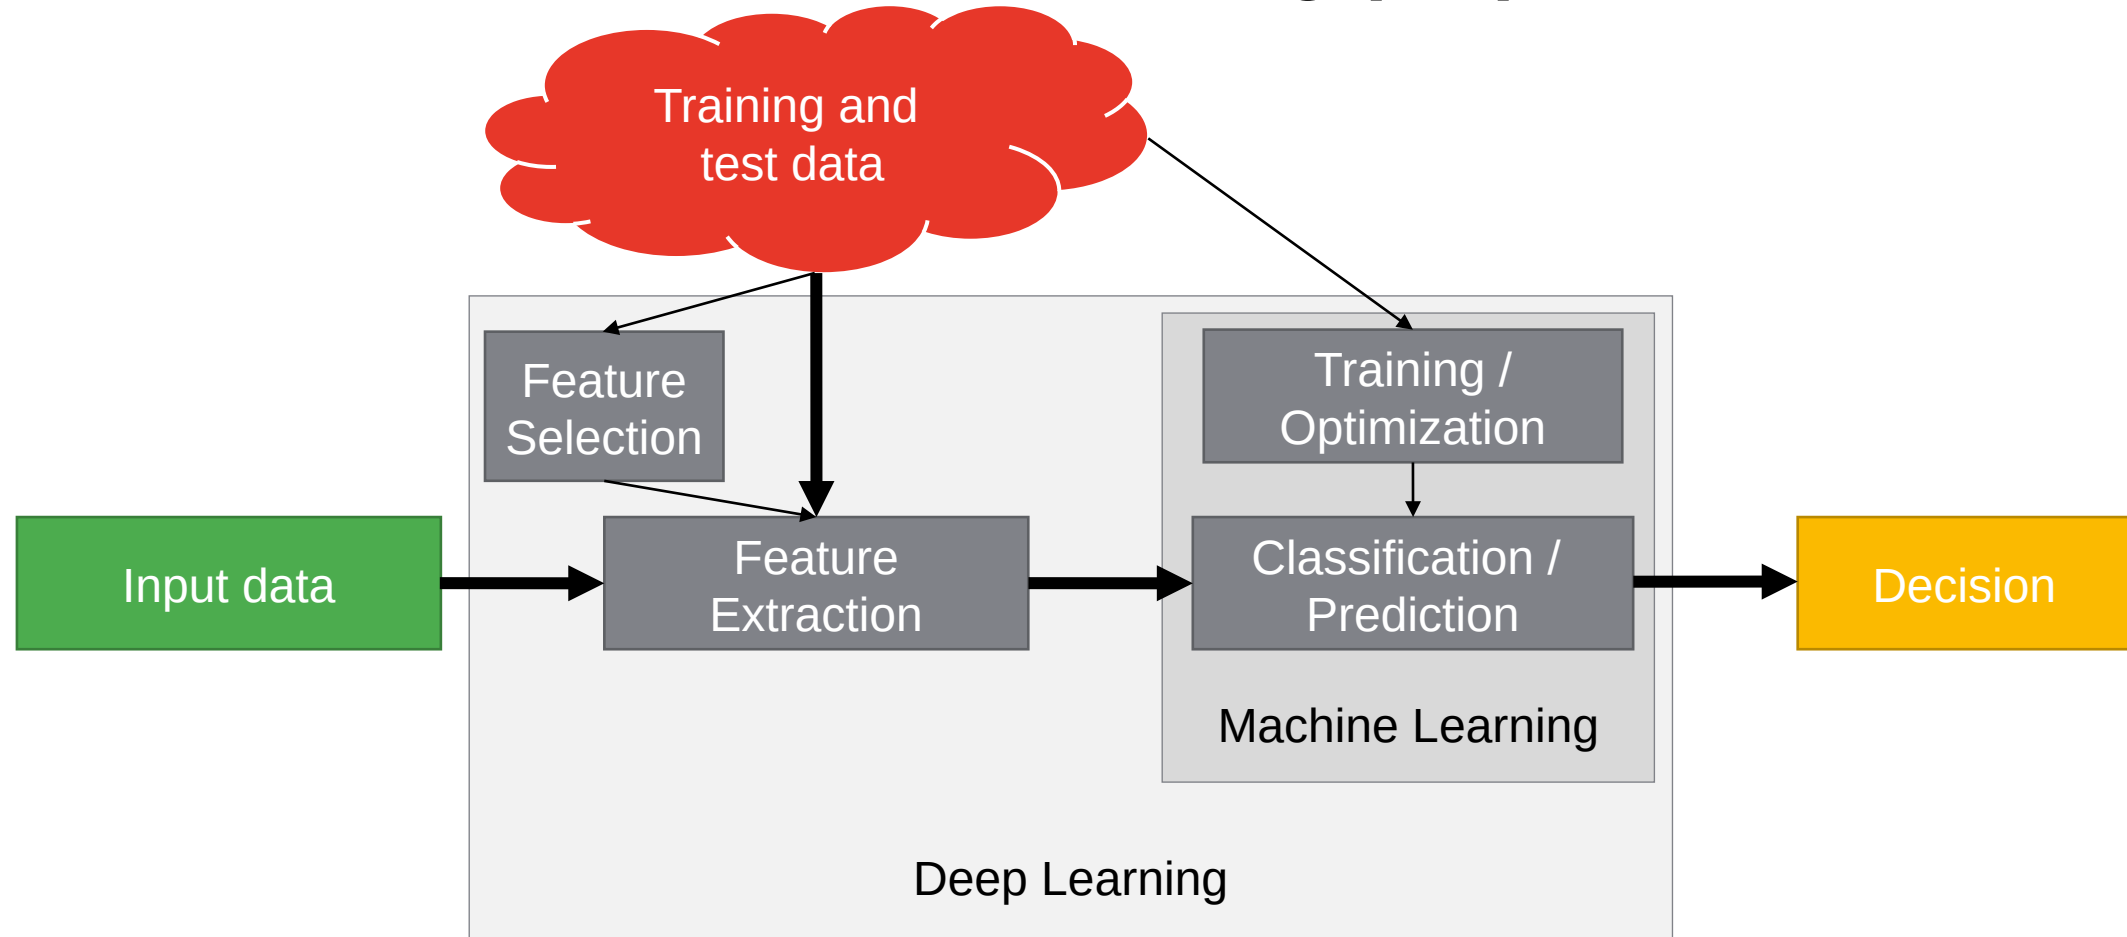 Training and
test data
Feature
Selection
Training /
Optimization
Input data
Feature
Extraction
Classification /
Prediction
Decision
Machine Learning
Deep Learning